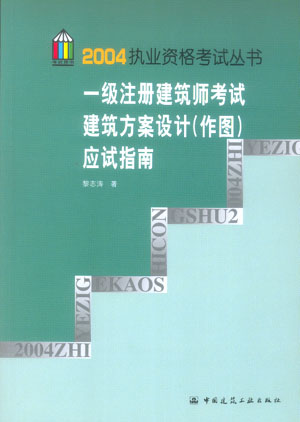 2004执业资格考试丛书
一级注册建筑师考试
建筑方案设计(作图)
应试指南
黎志涛 著
2004ZHI
YEZIG
EKAOS
HICON
GSHU2
004ZHI
YEZIG
中国建筑工业出版社